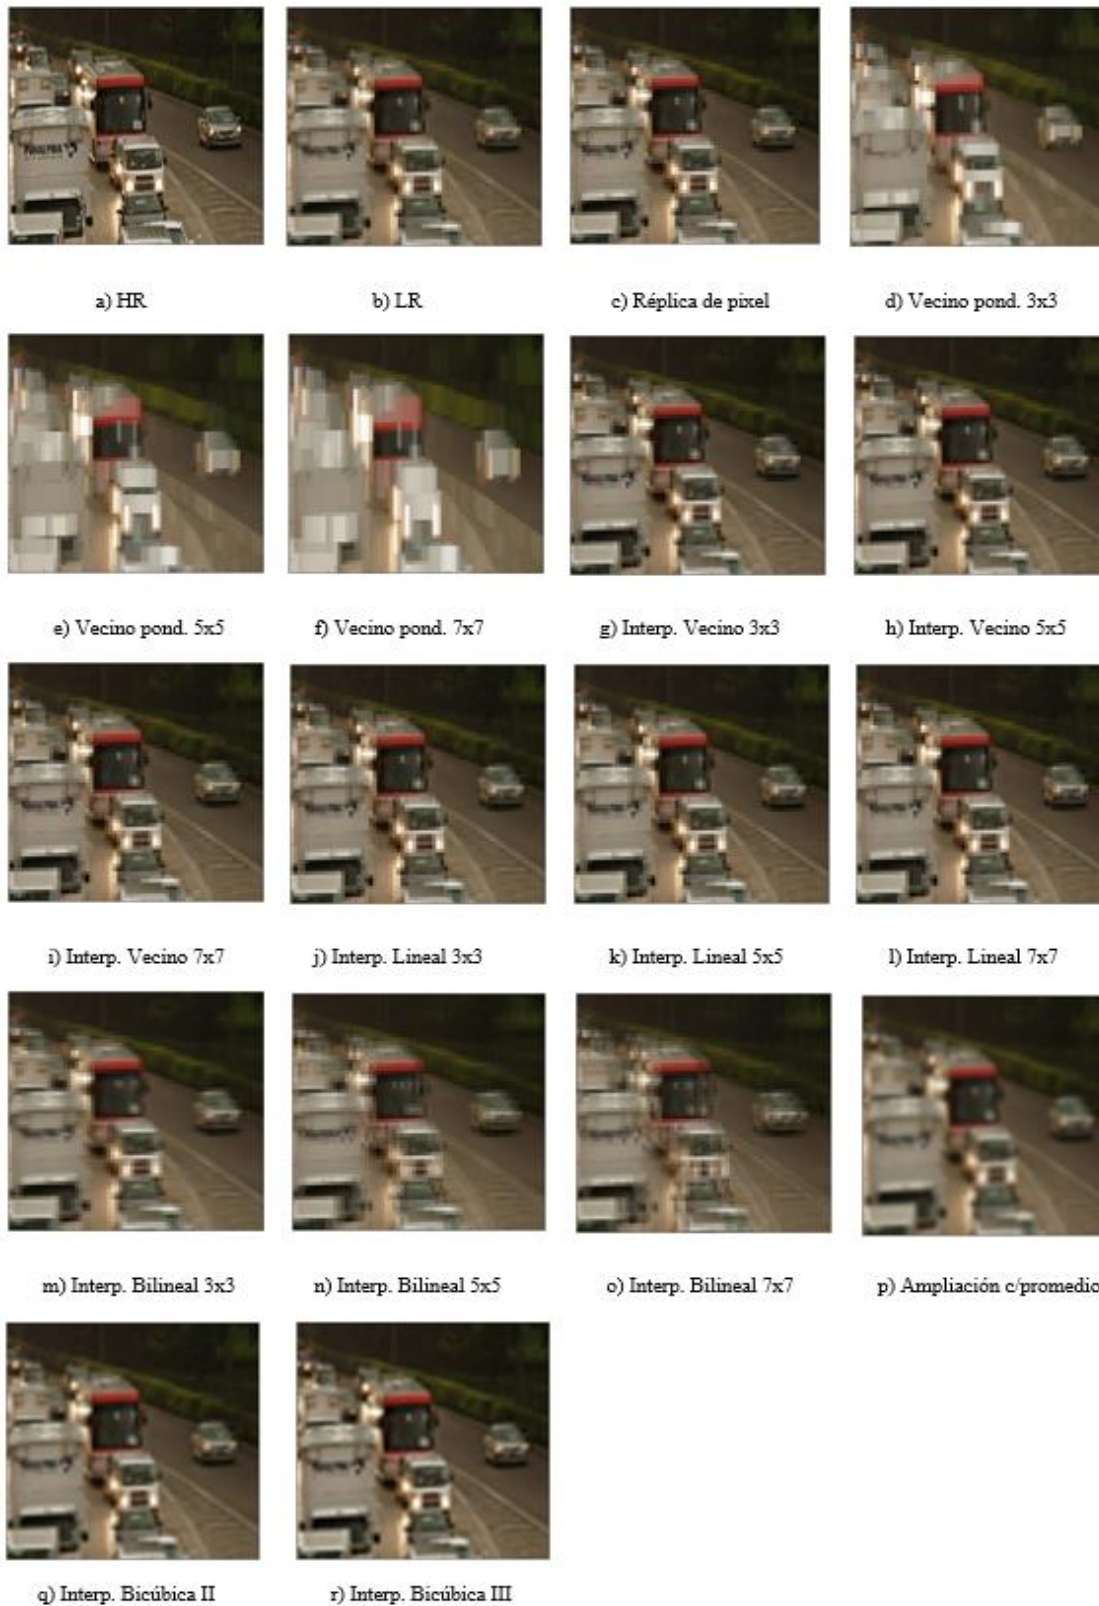 a) HR
b) LR
c) Réplica de pixel
d) Vecino pond. 3x3
e) Vecino pond. 5x5
f) Vecino pond. 7x7
g) Interp. Vecino 3x3
h) Interp. Vecino 5x5
i) Interp. Vecino 7x7
j) Interp. Lineal 3x3
k) Interp. Lineal 5x5
l) Interp. Lineal 7x7
m) Interp. Bilineal 3x3
n) Interp. Bilineal 5x5
o) Interp. Bilineal 7x7
p) Ampliación c/promedio
q) Interp. Bicúbica II
r) Interp. Bicúbica III